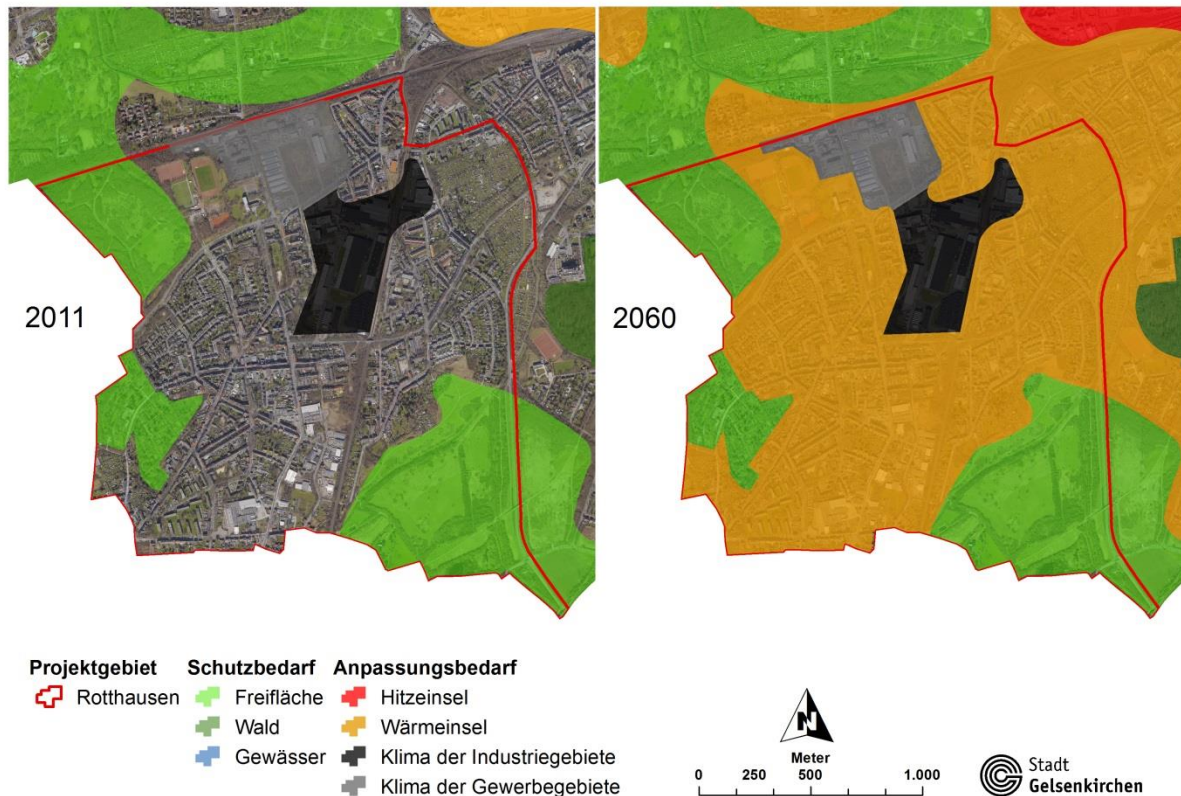 2011
2060
Projektgebiet
Rotthausen
Schutzbedarf
Freifläche
Wald
Gewässer
Anpassungsbedarf
Hitzeinsel
Wärmeinsel
Klima der Industriegebiete
Klima der Gewerbegebiete
N
Meter
0 250 500 1.000
Stadt
Gelsenkirchen